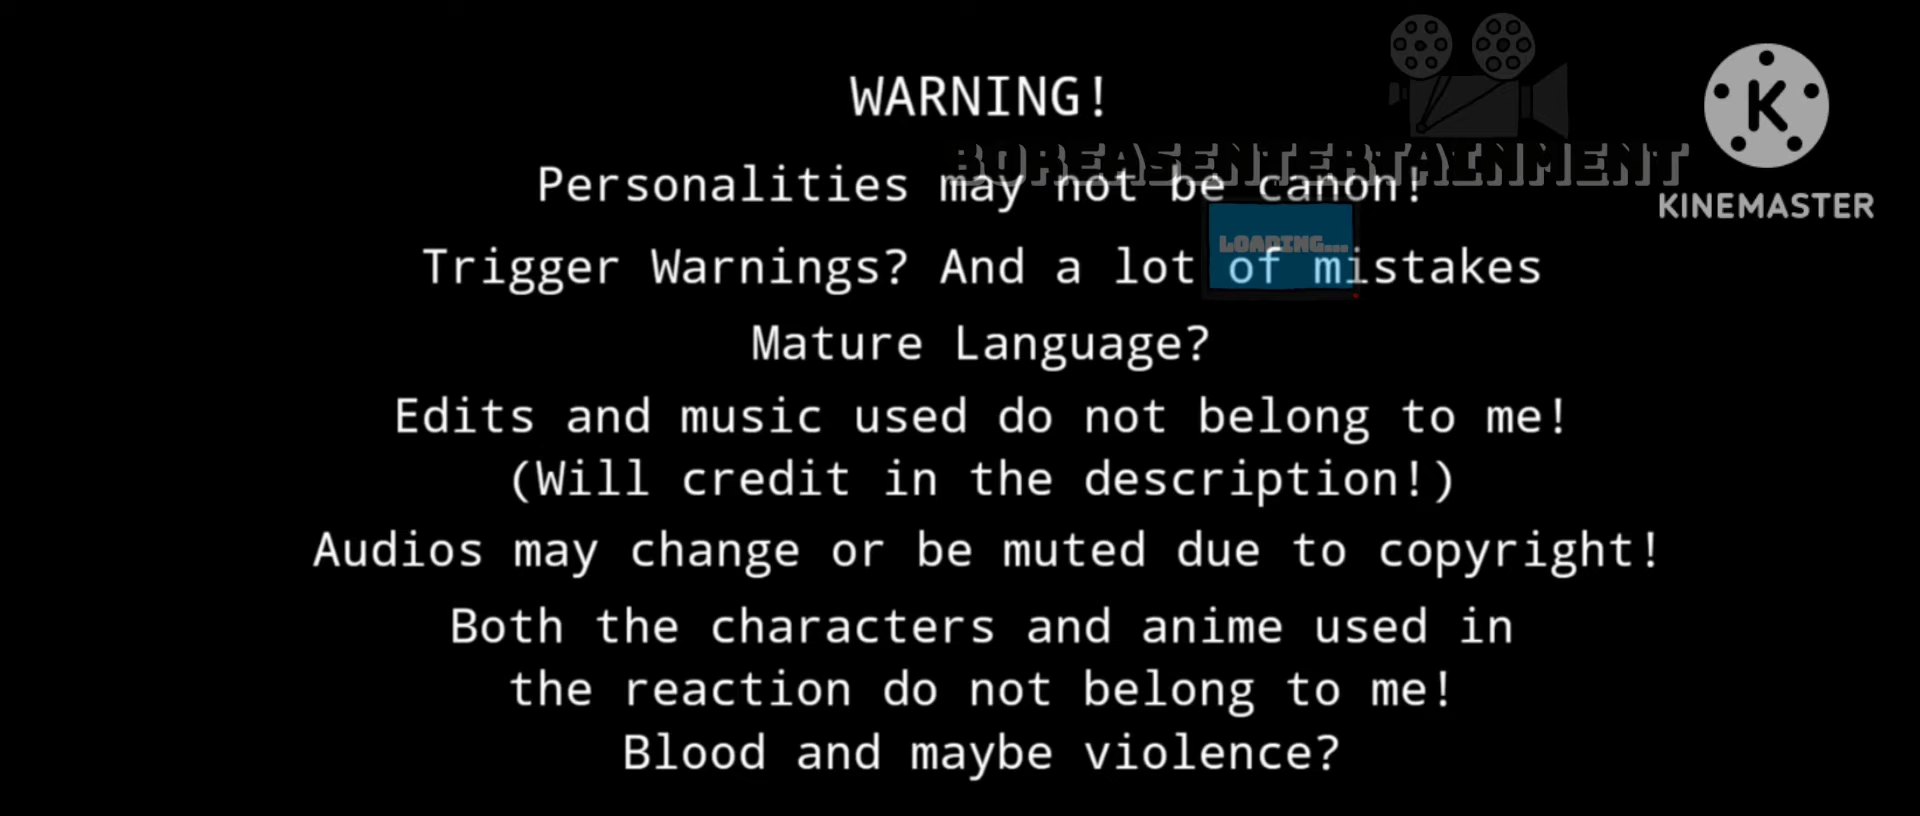 WARNING!
BOREASENTERTAINMENT
KINEMASTER
Personalities may not be canon!
LOADING...
Trigger Warnings? And a lot of mistakes
Mature Language?
Edits and music used do not belong to me!
(Will credit in the description!)
Audios may change or be muted due to copyright!
Both the characters and anime used in
the reaction do not belong to me!
Blood and maybe violence?